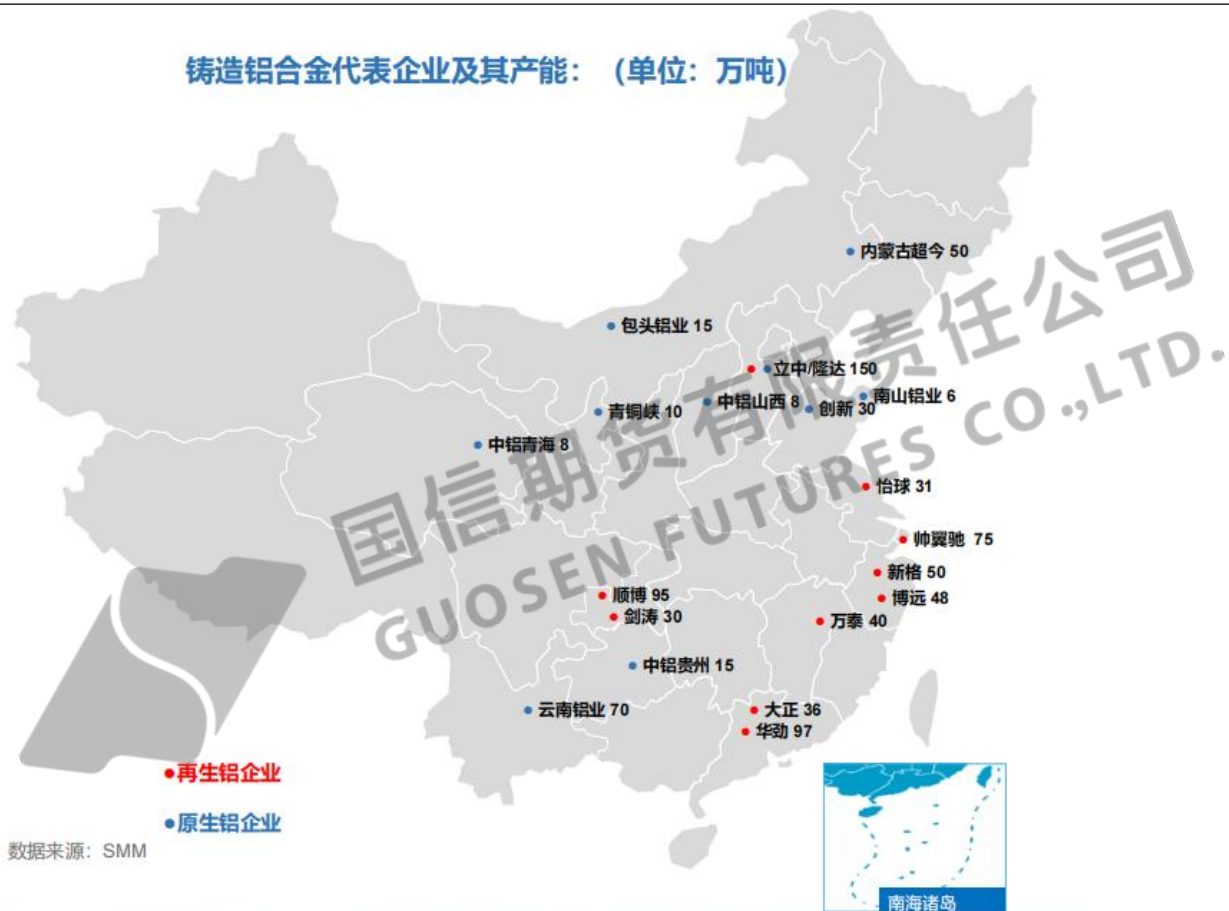 铸造铝合金代表企业及其产能：（单位：万吨）
内蒙古超今 50
包头铝业 15
立中/隆达 150
南山铝业 6
中铝山西 8
创新 30
青铜峡 10
中铝青海 8
怡球 31
帅翼驰 75
新格 50
博远 48
顺博 95
剑涛 30
万泰 40
中铝贵州 15
云南铝业 70
大正 36
华劲 97
国信期货有限责任公司
GUOSEN FUTURES CO.,LTD.
●再生铝企业
●原生铝企业
数据来源：SMM
南海诸岛